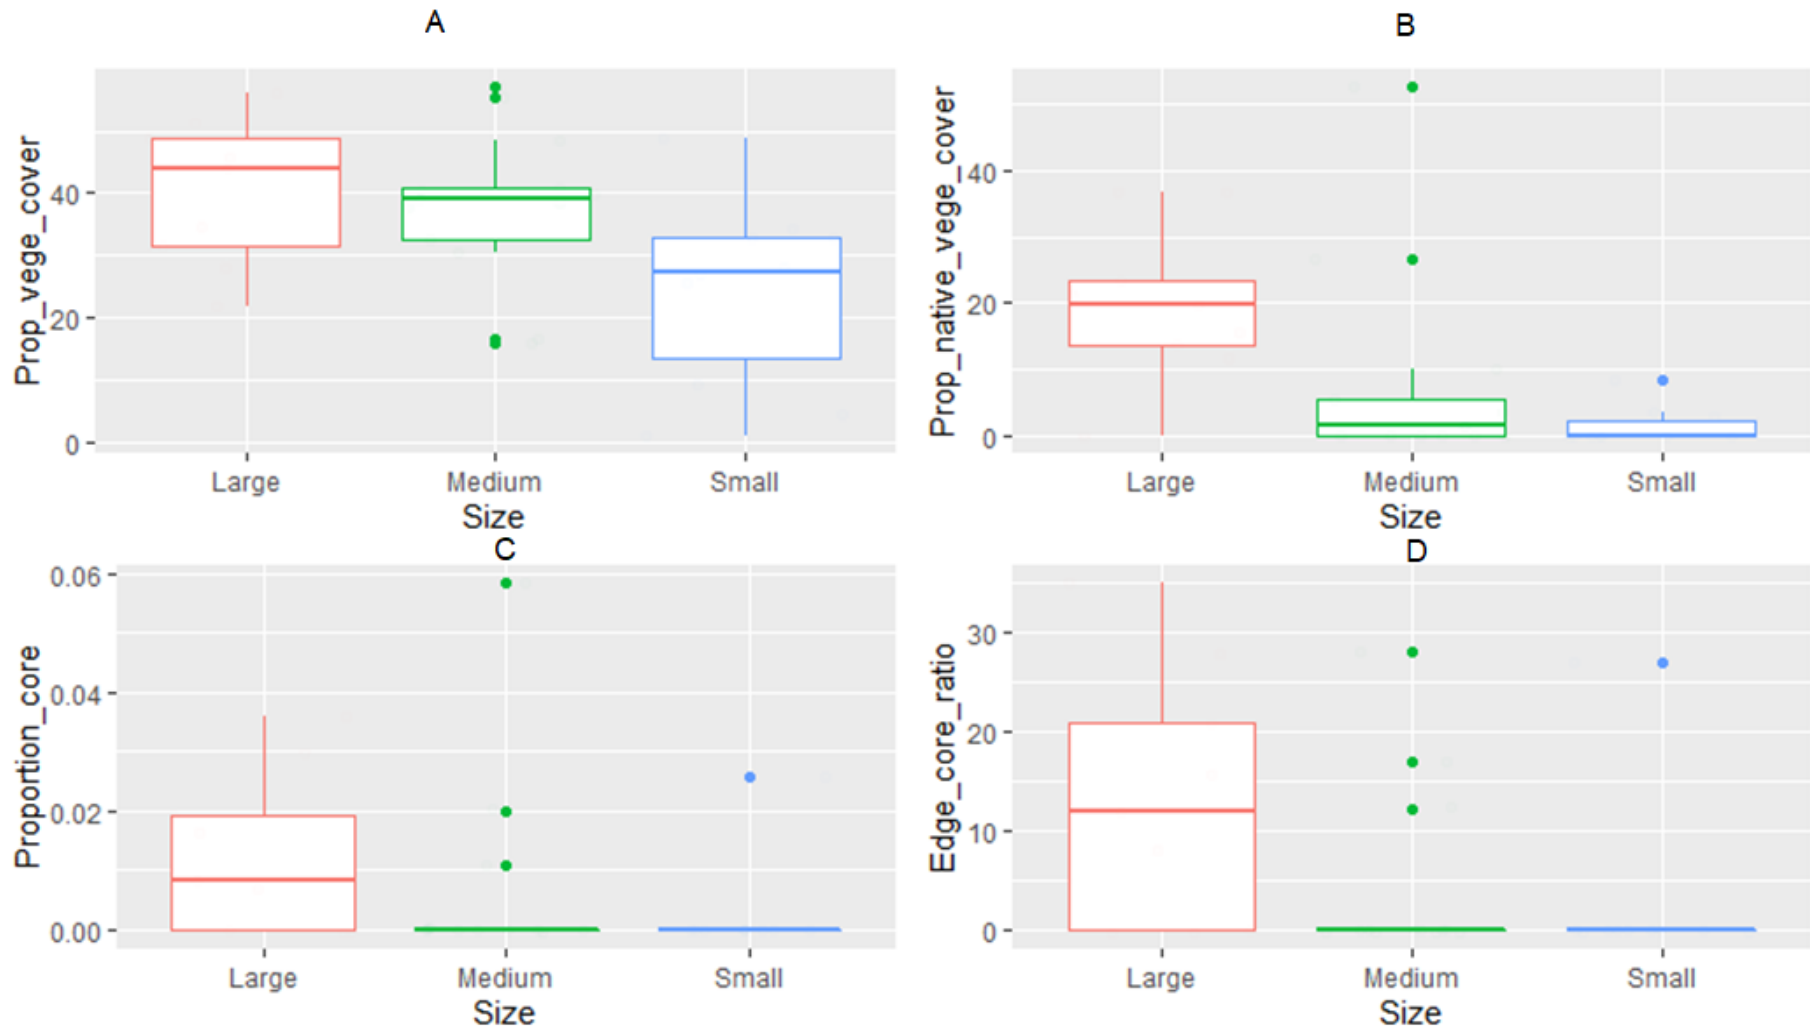 A
Prop_vege_cover
40
20
0
Large Medium Small
Size
B
Prop_native_vege_cover
40
20
0
Large Medium Small
Size
C
Proportion_core
0.06
0.04
0.02
0.00
Large Medium Small
Size
D
Edge_core_ratio
30
20
10
0
Large Medium Small
Size